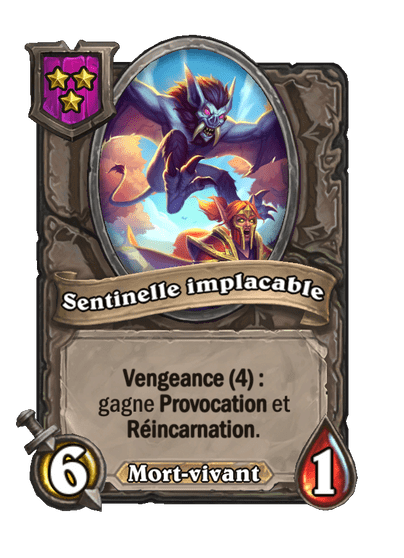 Sentinelle implacable
Vengeance (4) :
gagne Provocation et
Réincarnation.
6
Mort-vivant
1